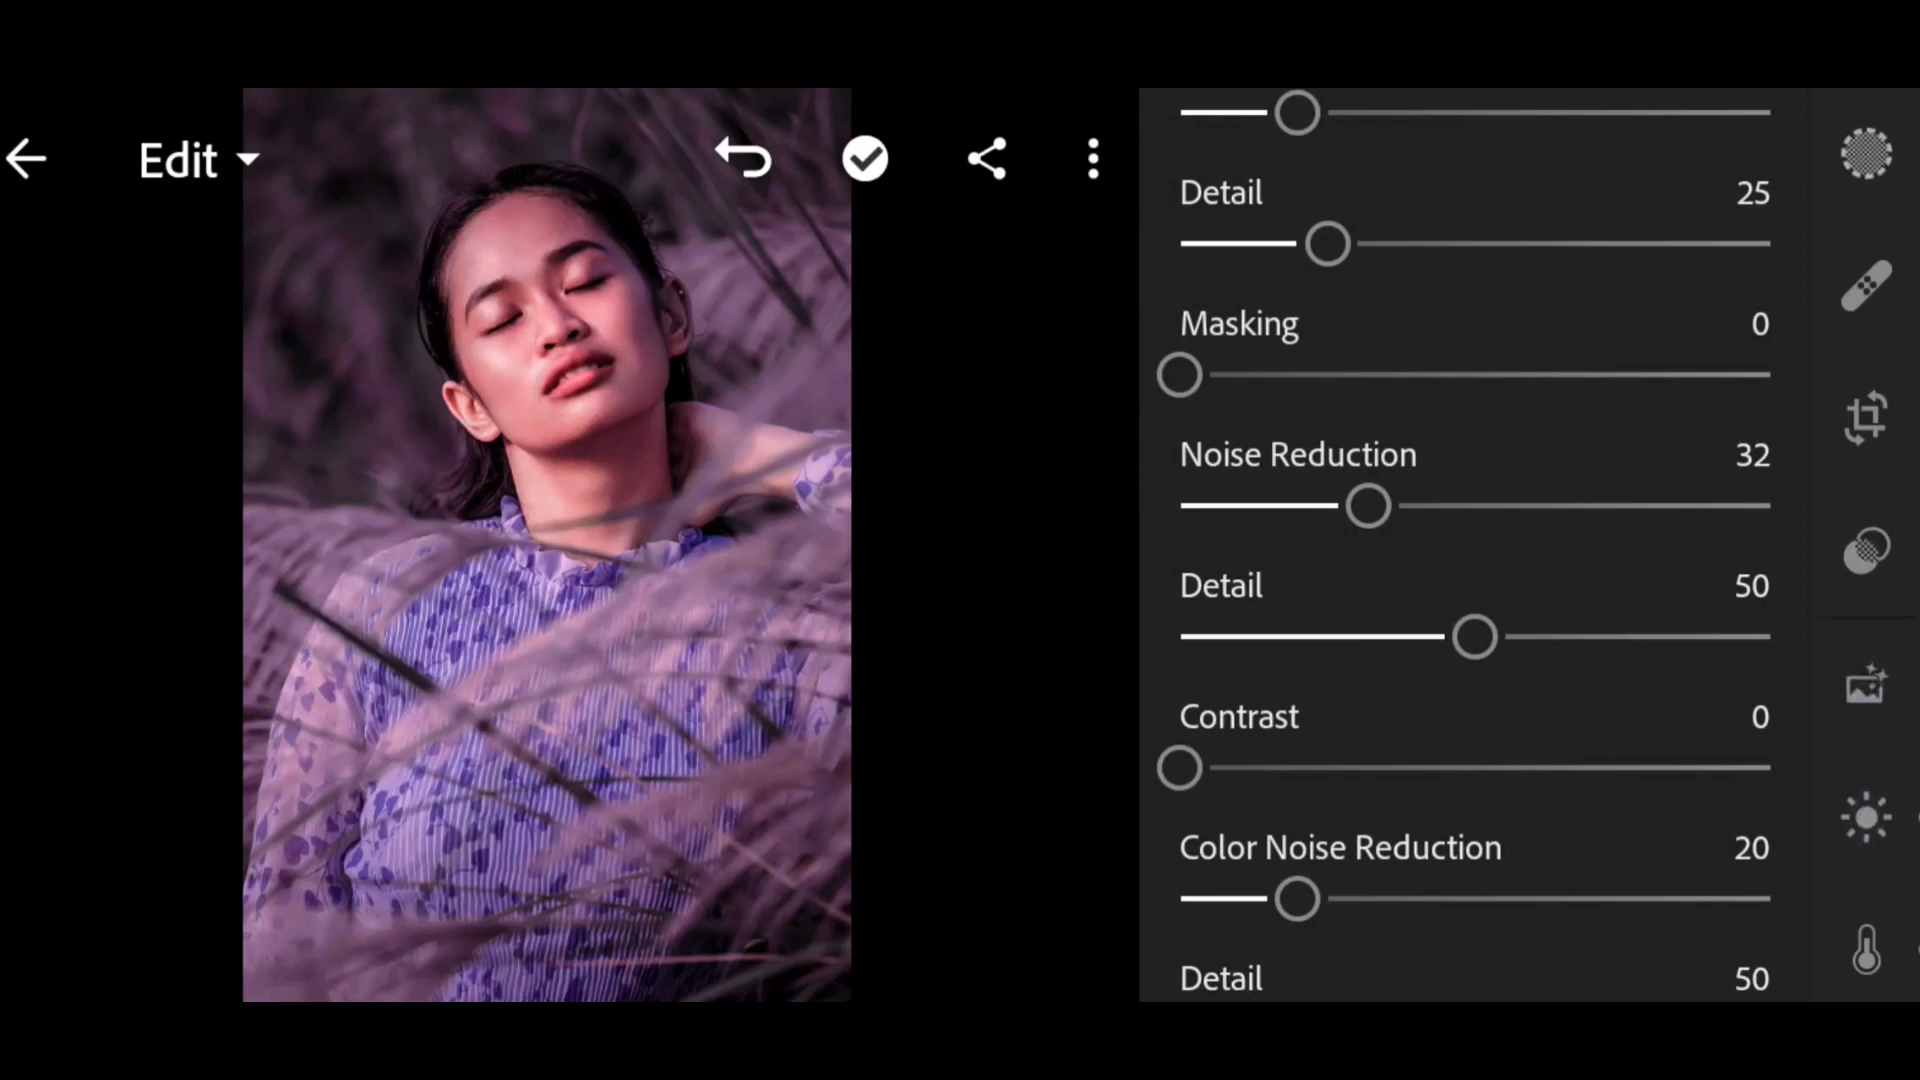 Edit
Detail 25
Masking 0
Noise Reduction 32
Detail 50
Contrast 0
Color Noise Reduction 20
Detail 50